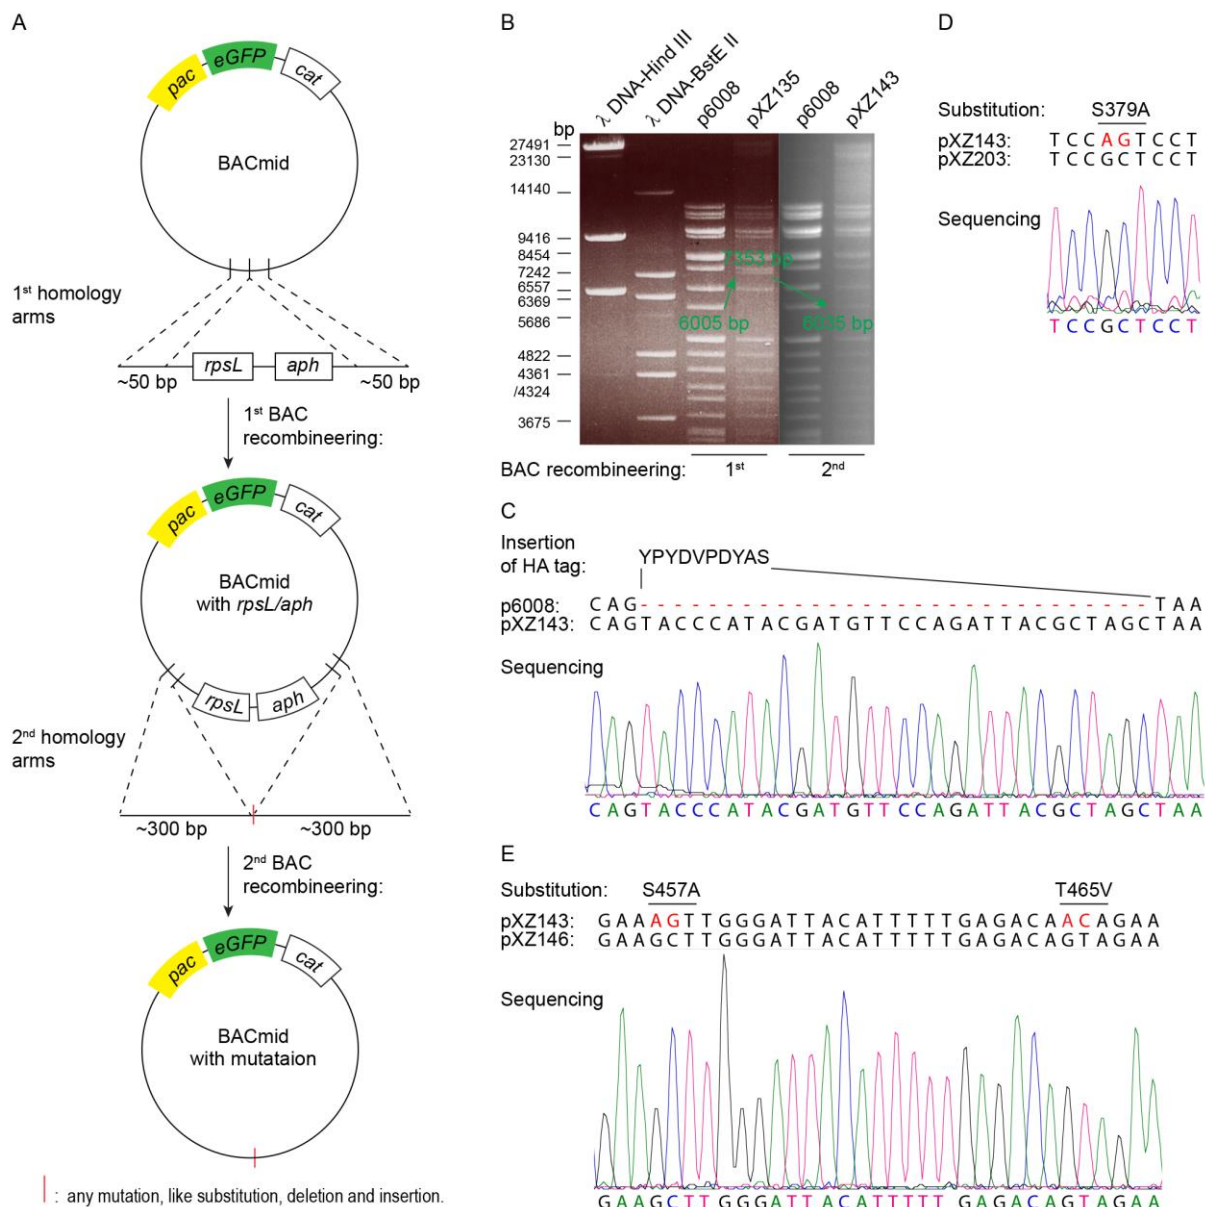 A
pac
eGFP
cat
BACmid
1st homology
arms
rpsL
aph
~50 bp
~50 bp
1st BAC
recombineering:
pac
eGFP
cat
BACmid
with rpsL/aph
rpsL
aph
2nd homology
arms
~300 bp
~300 bp
2nd BAC
recombineering:
pac
eGFP
cat
BACmid
with mutataion
: any mutation, like substitution, deletion and insertion.
B
λ DNA-Hind III
λ DNA-BstE II
p6008
pXZ135
p6008
pXZ143
bp
27491
23130
14140
9416
8454
7242
6557
6369
5686
4822
4361
/4324
3675
7353 bp
6005 bp
6035 bp
BAC recombineering:
1st
2nd
C
Insertion
of HA tag:
YPYDVPDYAS
p6008: CAG------------------------------TAA
pXZ143: CAGTACCCATACGATGTTCCAGATTACGCTAGCTAA
Sequencing
CAGTACCCATACGATGTTCCAGATTACGCTAGCTAA
D
Substitution: S379A
pXZ143: TCCAGTCCT
pXZ203: TCCGCTCCT
Sequencing
TCCGCTCCT
E
Substitution: S457A T465V
pXZ143: GAAAGTTGGGATTACATTTTTGAGACAACAGAA
pXZ146: GAAGCTTGGGATTACATTTTTGAGACAGTAGAA
Sequencing
GAAGCTTGGGATTACATTTTT GAGACAGTAGAA